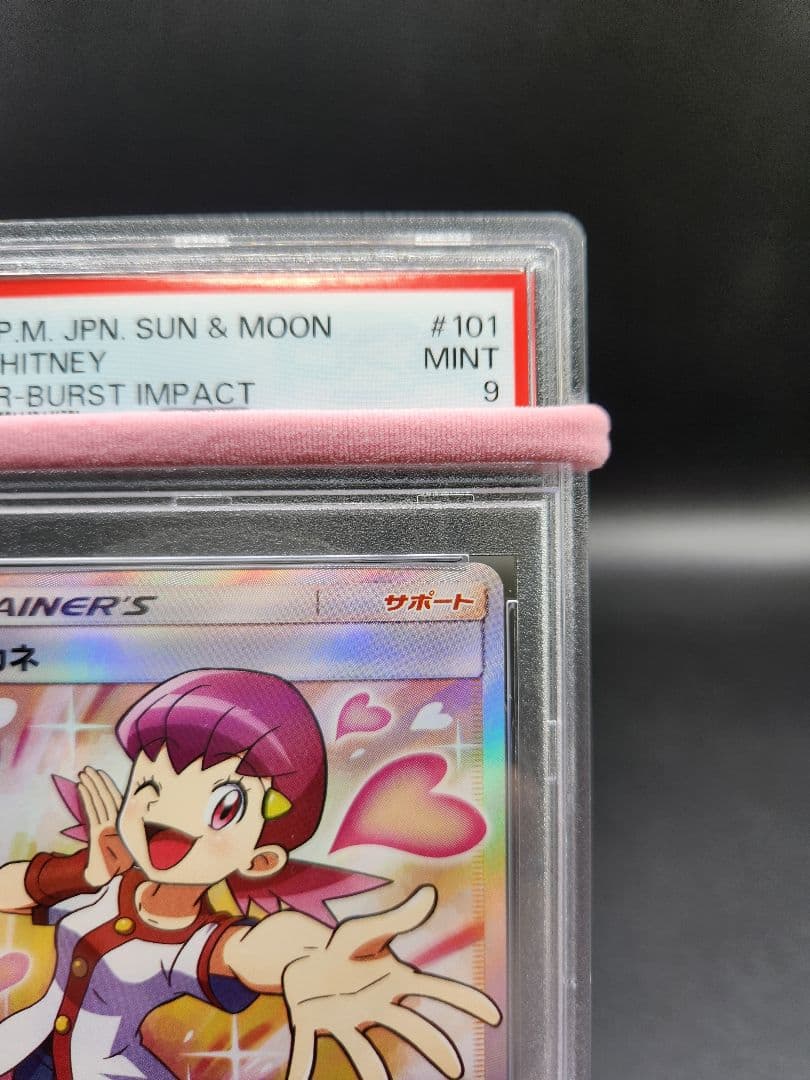 P.M. JPN. SUN & MOON #101
HITNEY MINT
R-BURST IMPACT 9
AINER'S サポート
カネ